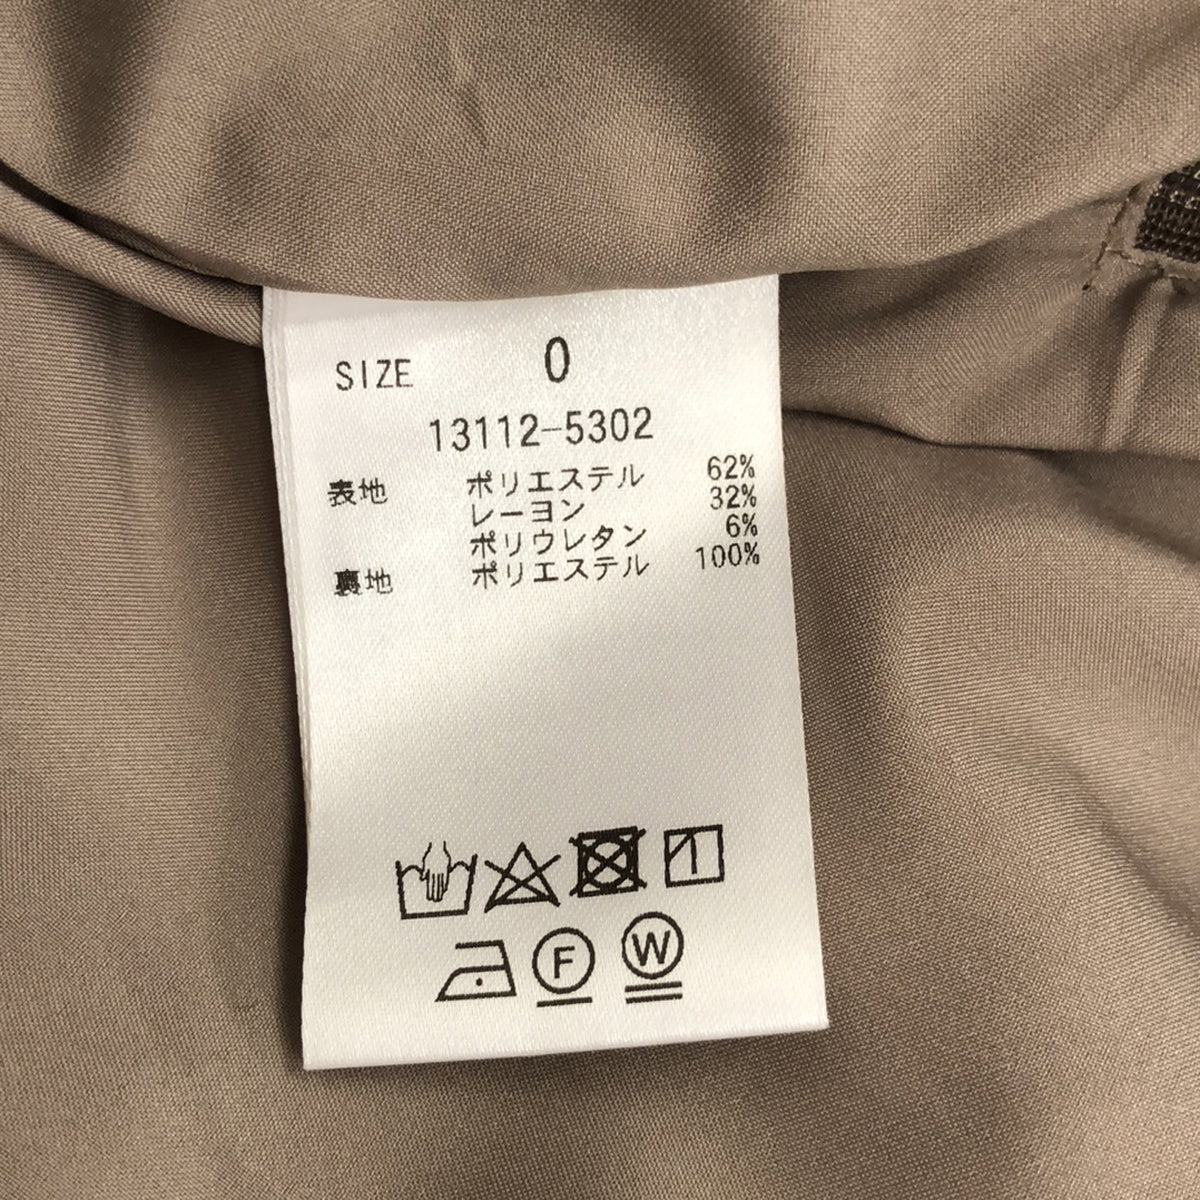 SIZE 0
13112-5302
表地 ポリエステル 62%
レーヨン 32%
ポリウレタン 6%
裏地 ポリエステル 100%
F W